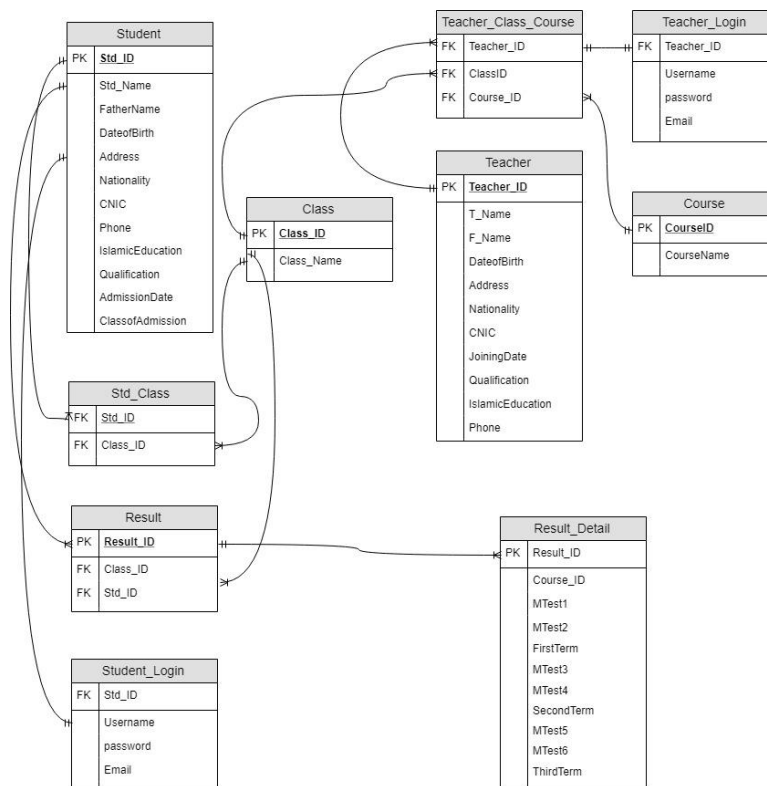 Student
PK Std_ID
Std_Name
FatherName
DateofBirth
Address
Nationality
CNIC
Phone
IslamicEducation
Qualification
AdmissionDate
ClassofAdmission
Teacher_Class_Course
FK Teacher_ID
FK ClassID
FK Course_ID
Teacher_Login
FK Teacher_ID
Username
password
Email
Teacher
PK Teacher_ID
T_Name
F_Name
DateofBirth
Address
Nationality
CNIC
JoiningDate
Qualification
IslamicEducation
Phone
Course
PK CourseID
CourseName
Class
PK Class_ID
Class_Name
Std_Class
FK Std_ID
FK Class_ID
Result
PK Result_ID
FK Class_ID
FK Std_ID
Result_Detail
PK Result_ID
Course_ID
MTest1
MTest2
FirstTerm
MTest3
MTest4
SecondTerm
MTest5
MTest6
ThirdTerm
Student_Login
FK Std_ID
Username
password
Email